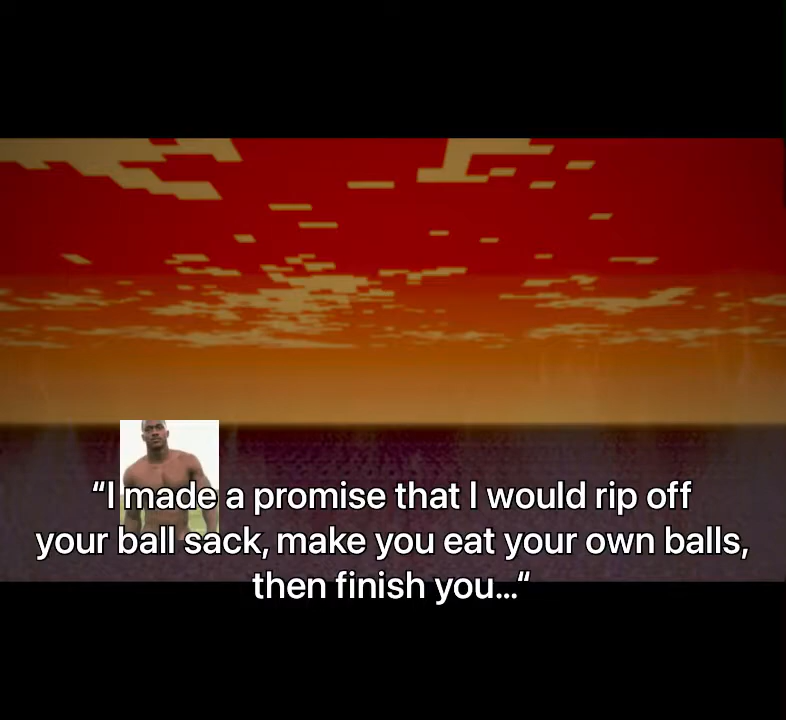 “I made a promise that I would rip off
your ball sack, make you eat your own balls,
then finish you...“